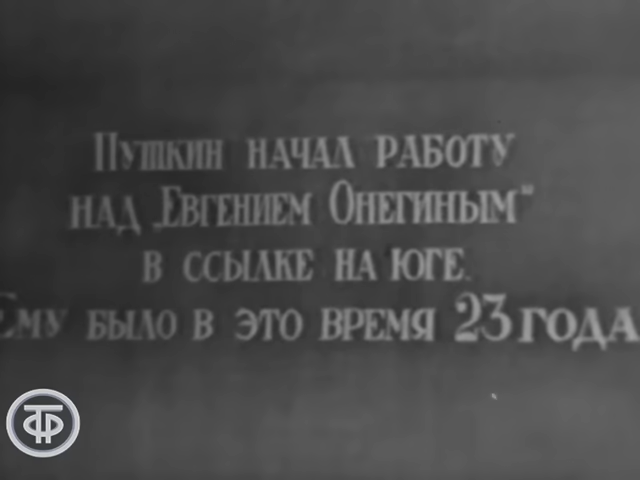 Пушкин начал работу
над „Евгением Онегиным"
в ссылке на юге.
Ему было в это время 23 года